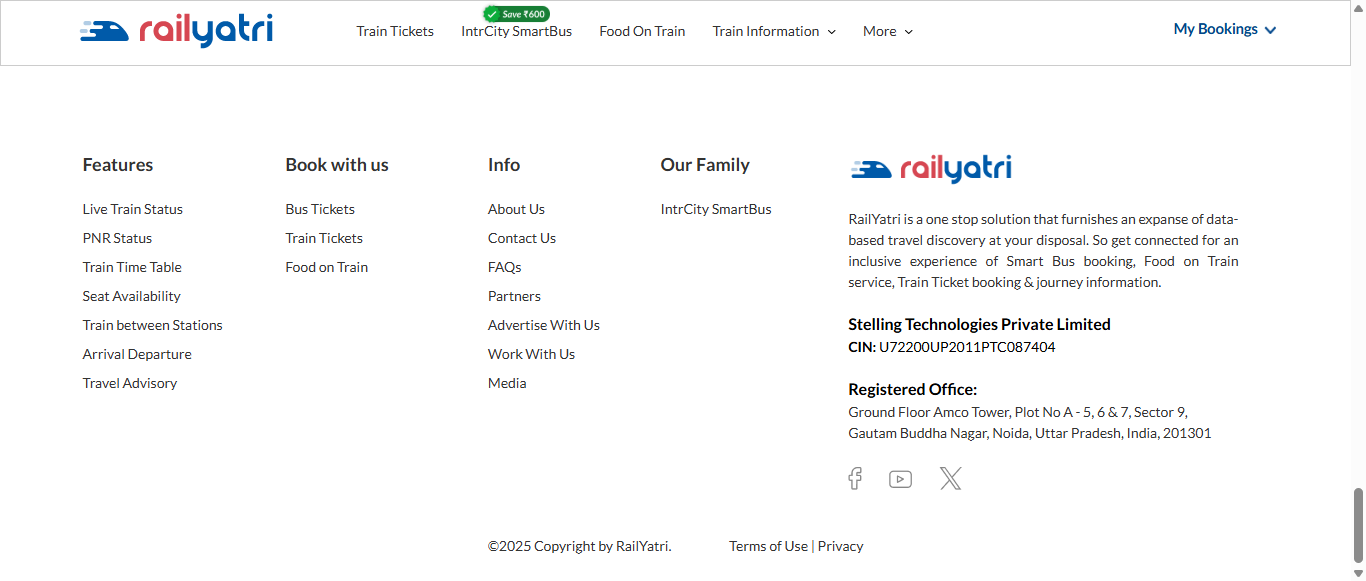 railyatri
Train Tickets
Save ₹600
IntrCity SmartBus
Food On Train
Train Information
More
My Bookings
Features
Live Train Status
PNR Status
Train Time Table
Seat Availability
Train between Stations
Arrival Departure
Travel Advisory
Book with us
Bus Tickets
Train Tickets
Food on Train
Info
About Us
Contact Us
FAQs
Partners
Advertise With Us
Work With Us
Media
Our Family
IntrCity SmartBus
railyatri
RailYatri is a one stop solution that furnishes an expanse of data-
based travel discovery at your disposal. So get connected for an
inclusive experience of Smart Bus booking, Food on Train
service, Train Ticket booking & journey information.
Stelling Technologies Private Limited
CIN: U72200UP2011PTC087404
Registered Office:
Ground Floor Amco Tower, Plot No A - 5, 6 & 7, Sector 9,
Gautam Buddha Nagar, Noida, Uttar Pradesh, India, 201301
©2025 Copyright by RailYatri.
Terms of Use | Privacy